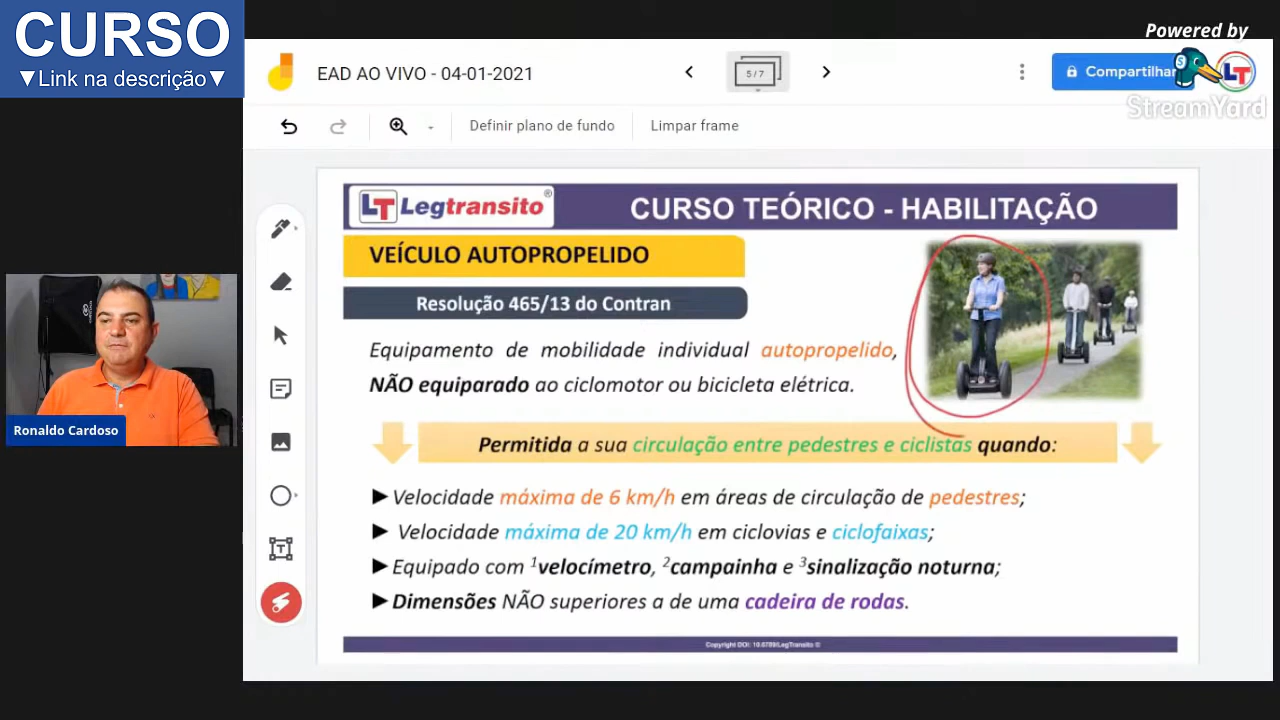 CURSO
▼Link na descrição▼
Powered by
StreamYard
EAD AO VIVO - 04-01-2021
5 / 7
Compartilhar
LT
Definir plano de fundo
Limpar frame
LT Legtransito®
CURSO TEÓRICO - HABILITAÇÃO
VEÍCULO AUTOPROPELIDO
Resolução 465/13 do Contran
Equipamento de mobilidade individual autopropelido,
NÃO equiparado ao ciclomotor ou bicicleta elétrica.
Permitida a sua circulação entre pedestres e ciclistas quando:
►Velocidade máxima de 6 km/h em áreas de circulação de pedestres;
► Velocidade máxima de 20 km/h em ciclovias e ciclofaixas;
►Equipado com ¹velocímetro, ²campainha e ³sinalização noturna;
►Dimensões NÃO superiores a de uma cadeira de rodas.
Ronaldo Cardoso